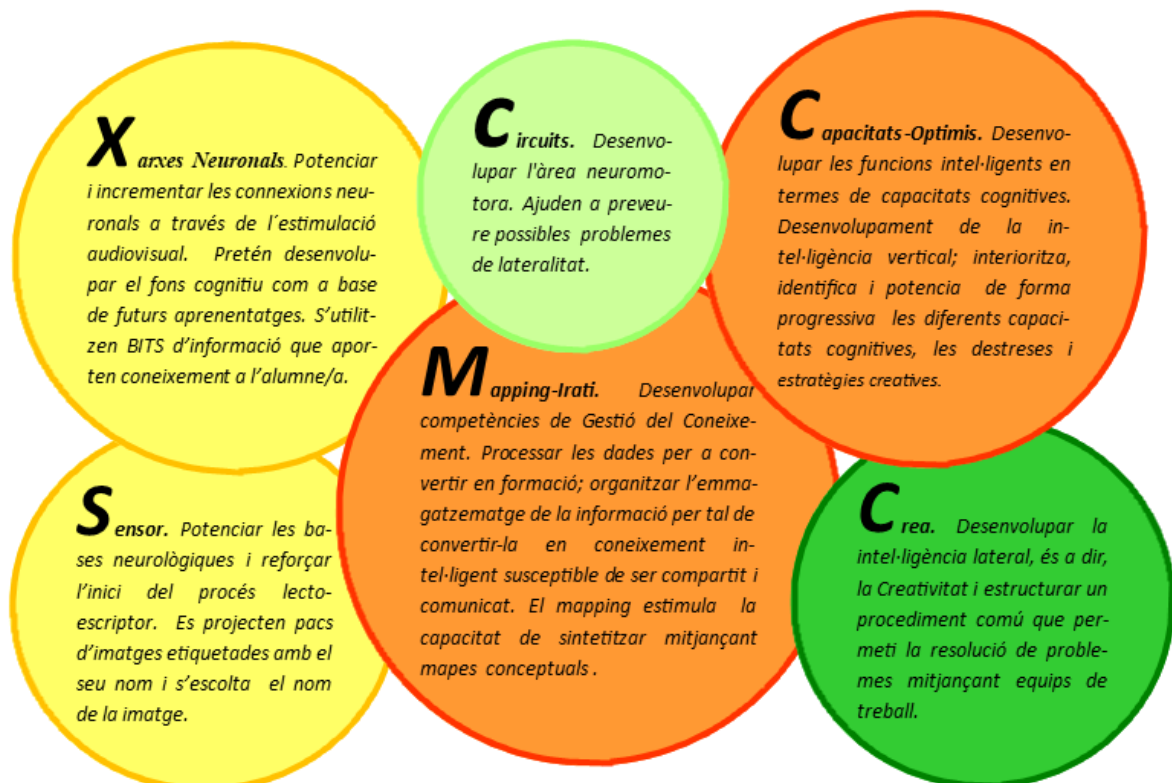 Xarxes Neuronals. Potenciar
i incrementar les connexions neu-
ronals a través de l´estimulació
audiovisual. Pretén desenvolu-
par el fons cognitiu com a base
de futurs aprenentatges. S’utilit-
zen BITS d’informació que apor-
ten coneixement a l’alumne/a.
Circuits. Desenvo-
lupar l'àrea neuromo-
tora. Ajuden a preveu-
re possibles problemes
de lateralitat.
Capacitats-Optimis. Desenvo-
lupar les funcions intel·ligents en
termes de capacitats cognitives.
Desenvolupament de la in-
tel·ligència vertical; interioritza,
identifica i potencia de forma
progressiva les diferents capaci-
tats cognitives, les destreses i
estratègies creatives.
Sensor. Potenciar les ba-
ses neurològiques i reforçar
l’inici del procés lecto-
escriptor. Es projecten pacs
d’imatges etiquetades amb el
seu nom i s’escolta el nom
de la imatge.
Mapping-Irati. Desenvolupar
competències de Gestió del Coneixe-
ment. Processar les dades per a con-
vertir en formació; organitzar l’emma-
gatzematge de la informació per tal de
convertir-la en coneixement in-
tel·ligent susceptible de ser compartit i
comunicat. El mapping estimula la
capacitat de sintetitzar mitjançant
mapes conceptuals .
Crea. Desenvolupar la
intel·ligència lateral, és a dir,
la Creativitat i estructurar un
procediment comú que per-
meti la resolució de proble-
mes mitjançant equips de
treball.